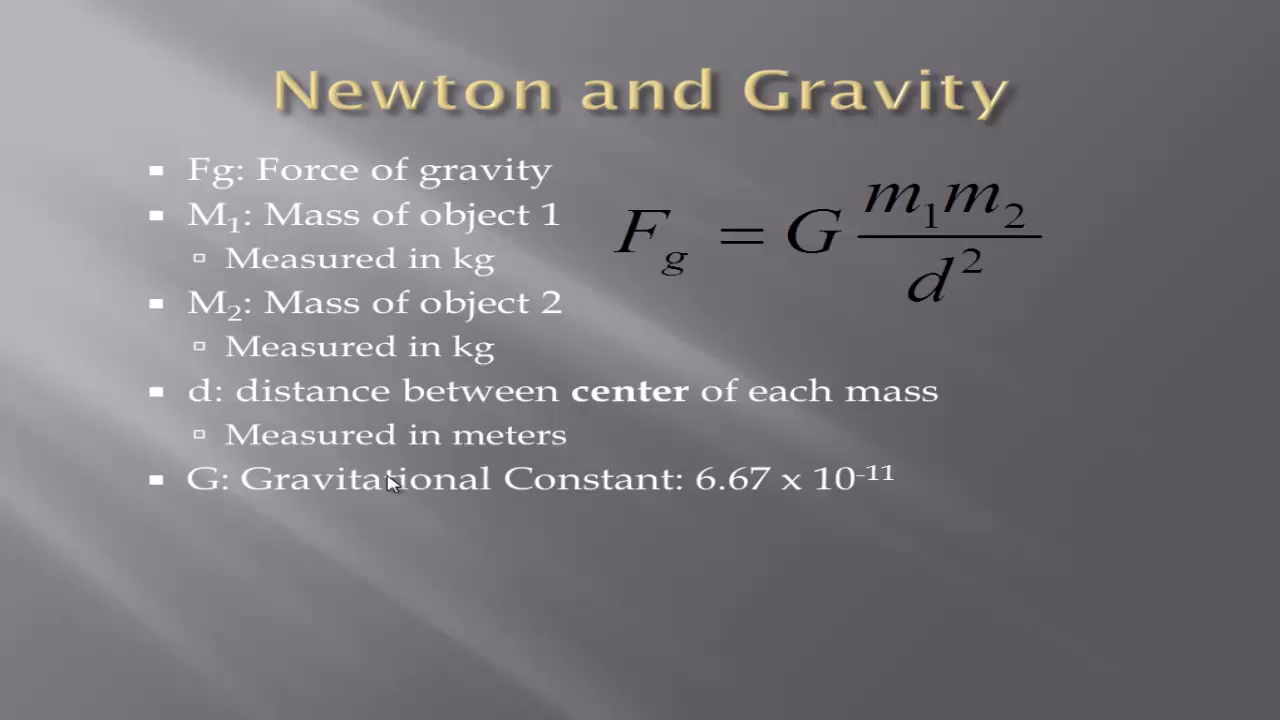 Newton and Gravity
Fg: Force of gravity
M₁: Mass of object 1
Measured in kg
M₂: Mass of object 2
Measured in kg
d: distance between center of each mass
Measured in meters
G: Gravitational Constant: 6.67 x 10⁻¹¹
F_g = G m₁m₂ / d²